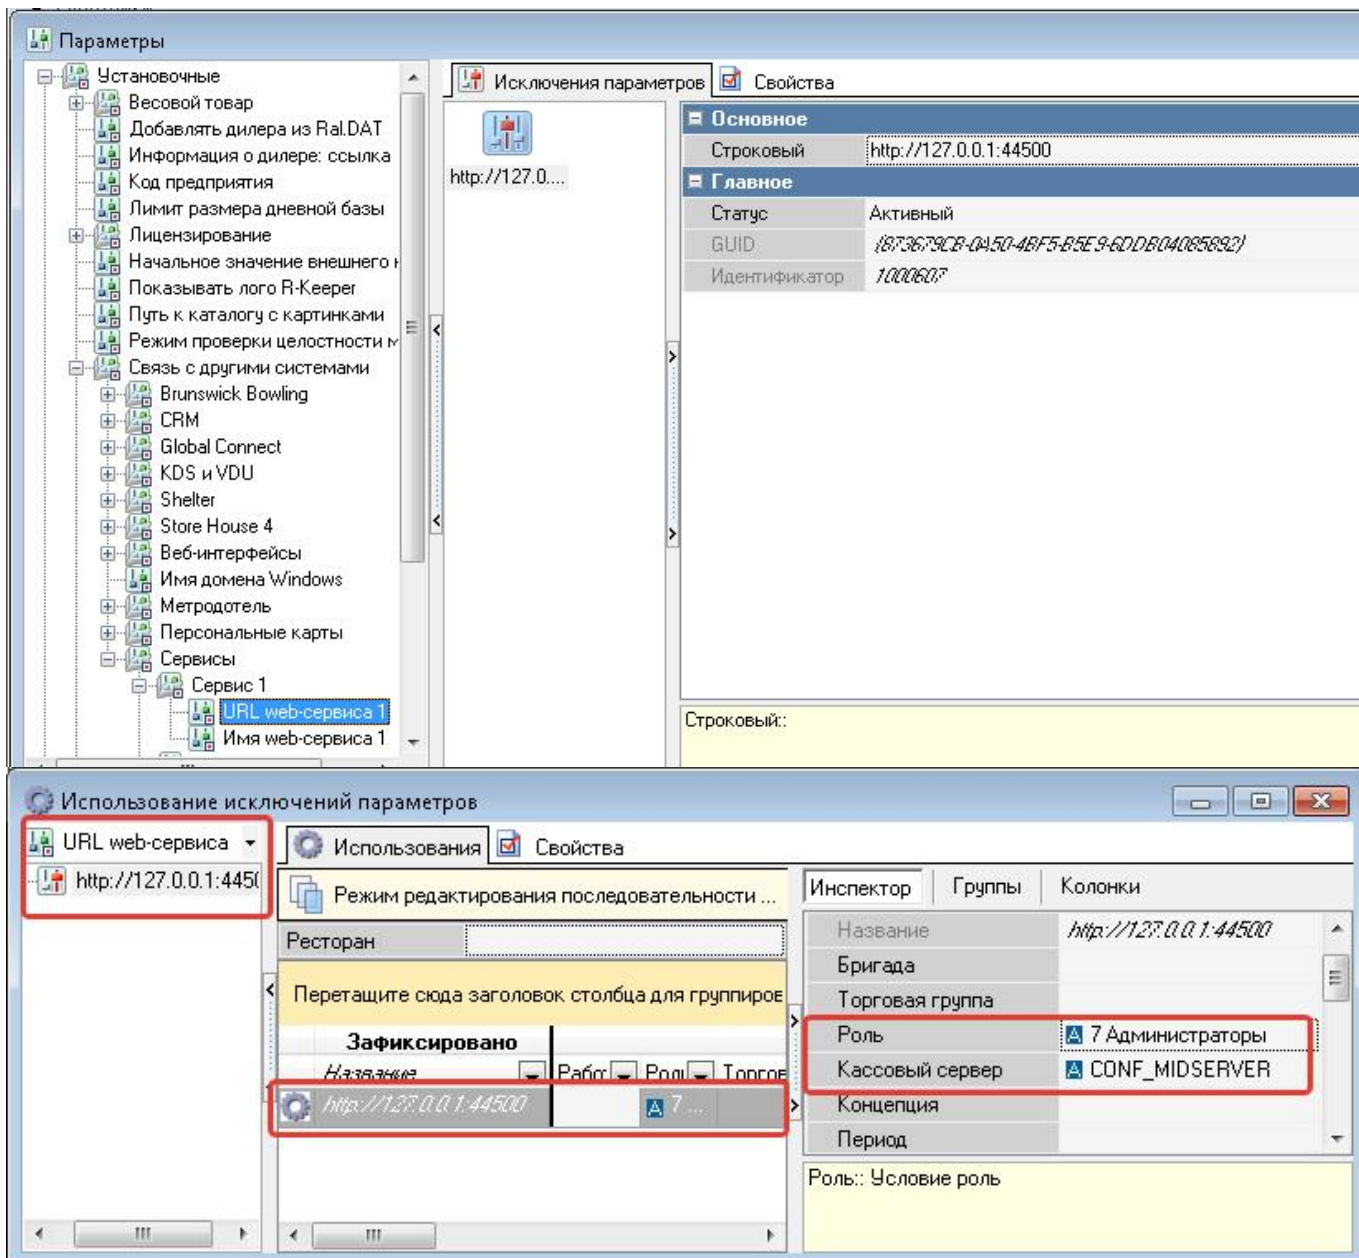 Параметры
Установочные
Весовой товар
Добавлять дилера из Ral.DAT
Информация о дилере: ссылка
Код предприятия
Лимит размера дневной базы
Лицензирование
Начальное значение внешнего
Показывать лого R-Keeper
Путь к каталогу с картинками
Режим проверки целостности м
Связь с другими системами
Brunswick Bowling
CRM
Global Connect
KDS и VDU
Shelter
Store House 4
Веб-интерфейсы
Имя домена Windows
Метродотель
Персональные карты
Сервисы
Сервис 1
URL web-сервиса 1
Имя web-сервиса 1
Исключения параметров Свойства
http://127.0....
Основное
Строковый http://127.0.0.1:44500
Главное
Статус Активный
GUID
Идентификатор 1000607
Строковый::
Использование исключений параметров
URL web-сервиса
http://127.0.0.1:445(
Использования Свойства
Режим редактирования последовательности ...
Ресторан
Перетащите сюда заголовок столбца для группиров
Зафиксировано
Название Работ Роль Торгов
http://127.0.0.1:44500 A 7 ...
Инспектор Группы Колонки
Название http://127.0.0.1:44500
Бригада
Торговая группа
Роль A 7 Администраторы
Кассовый сервер A CONF_MIDSERVER
Концепция
Период
Роль:: Условие роль